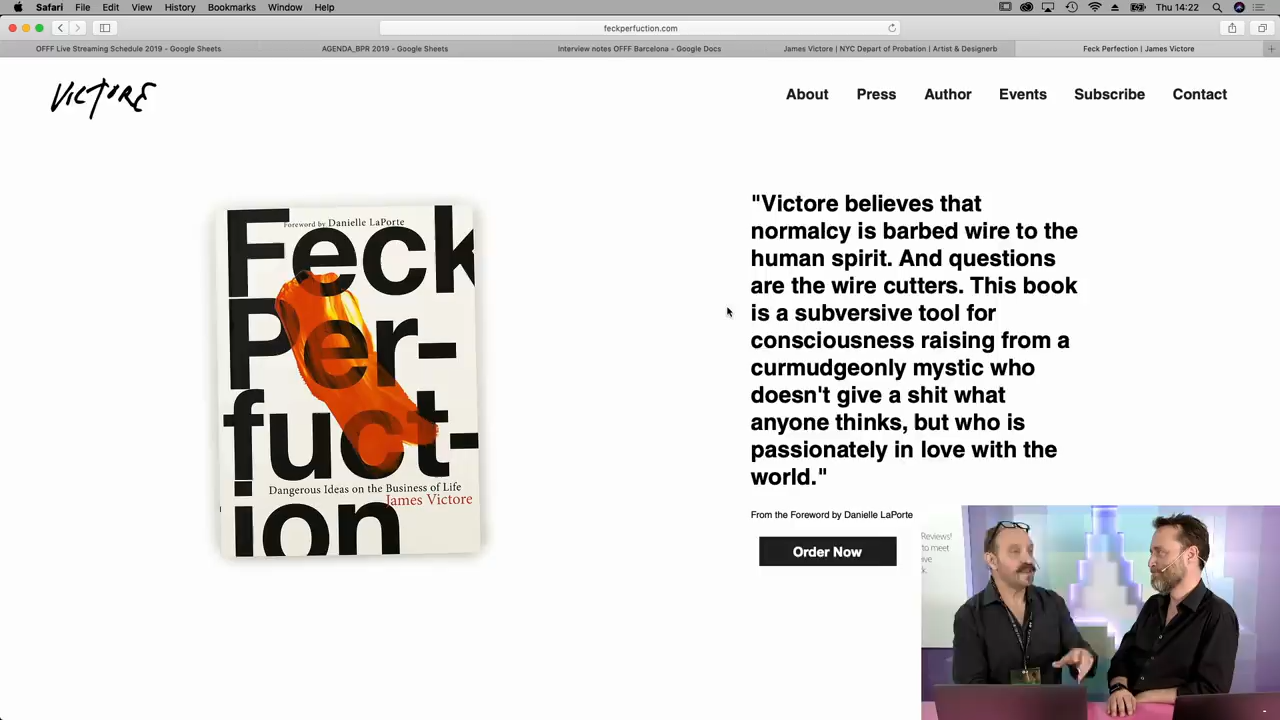 Safari File Edit View History Bookmarks Window Help
Thu 14:22
feckperfuction.com
OFFF Live Streaming Schedule 2019 - Google Sheets
AGENDA_BPR 2019 - Google Sheets
Interview notes OFFF Barcelona - Google Docs
James Victore | NYC Depart of Probation | Artist & Designerb
Feck Perfection | James Victore
VICTORE
About Press Author Events Subscribe Contact
Foreword by Danielle LaPorte
Feck
Per-
fuct-
ion
Dangerous Ideas on the Business of Life
James Victore
"Victore believes that
normalcy is barbed wire to the
human spirit. And questions
are the wire cutters. This book
is a subversive tool for
consciousness raising from a
curmudgeonly mystic who
doesn't give a shit what
anyone thinks, but who is
passionately in love with the
world."
From the Foreword by Danielle LaPorte
Order Now
Reviews!
to meet